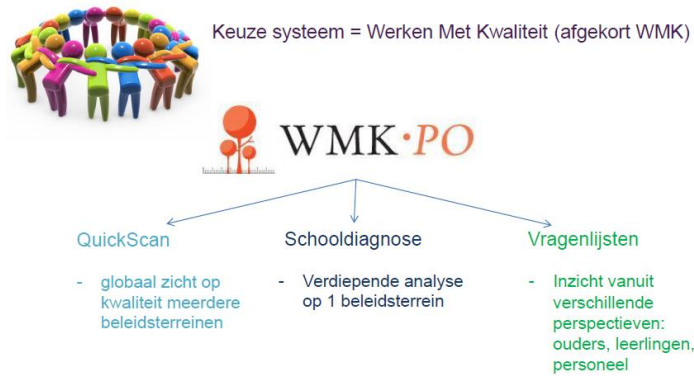 Keuze systeem = Werken Met Kwaliteit (afgekort WMK)
WMK·PO
QuickScan
- globaal zicht op
kwaliteit meerdere
beleidsterreinen
Schooldiagnose
- Verdiepende analyse
op 1 beleidsterrein
Vragenlijsten
- Inzicht vanuit
verschillende
perspectieven:
ouders, leerlingen,
personeel